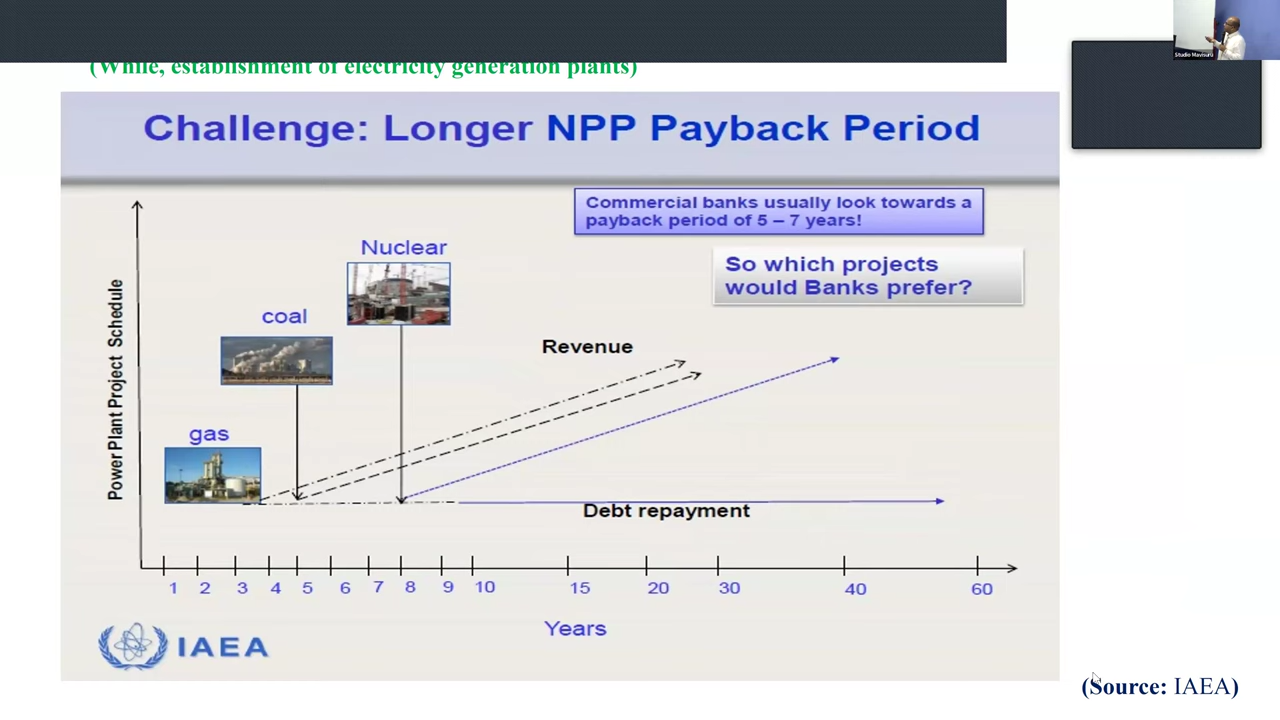 (While, establishment of electricity generation plants)
Studio Mavisuru
Challenge: Longer NPP Payback Period
Commercial banks usually look towards a
payback period of 5 – 7 years!
So which projects
would Banks prefer?
Nuclear
coal
gas
Revenue
Debt repayment
Power Plant Project Schedule
1 2 3 4 5 6 7 8 9 10 15 20 30 40 60
Years
IAEA
(Source: IAEA)